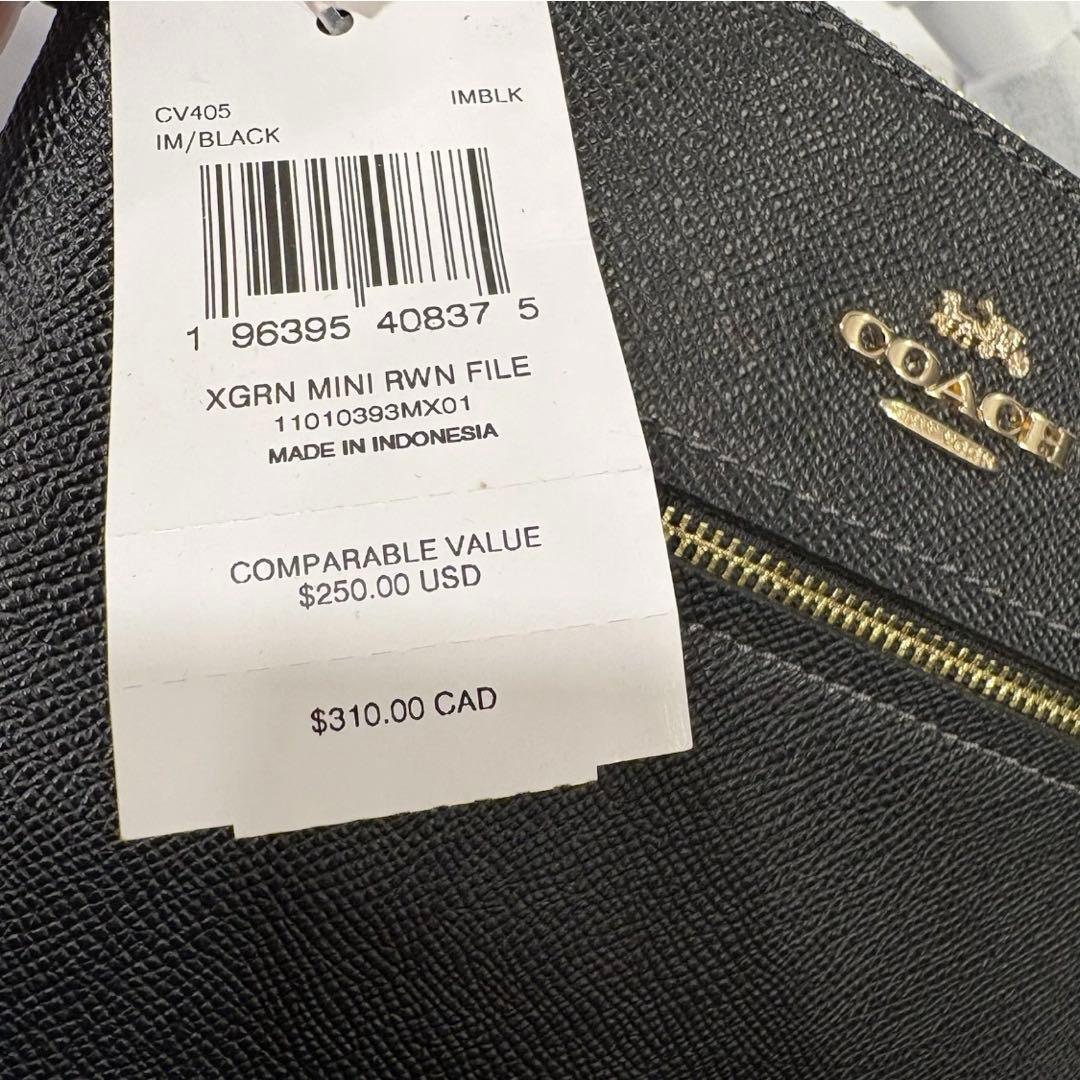 CV405 IMBLK
IM/BLACK
1 96395 40837 5
XGRN MINI RWN FILE
11010393MX01
MADE IN INDONESIA
COMPARABLE VALUE
$250.00 USD
$310.00 CAD
COACH